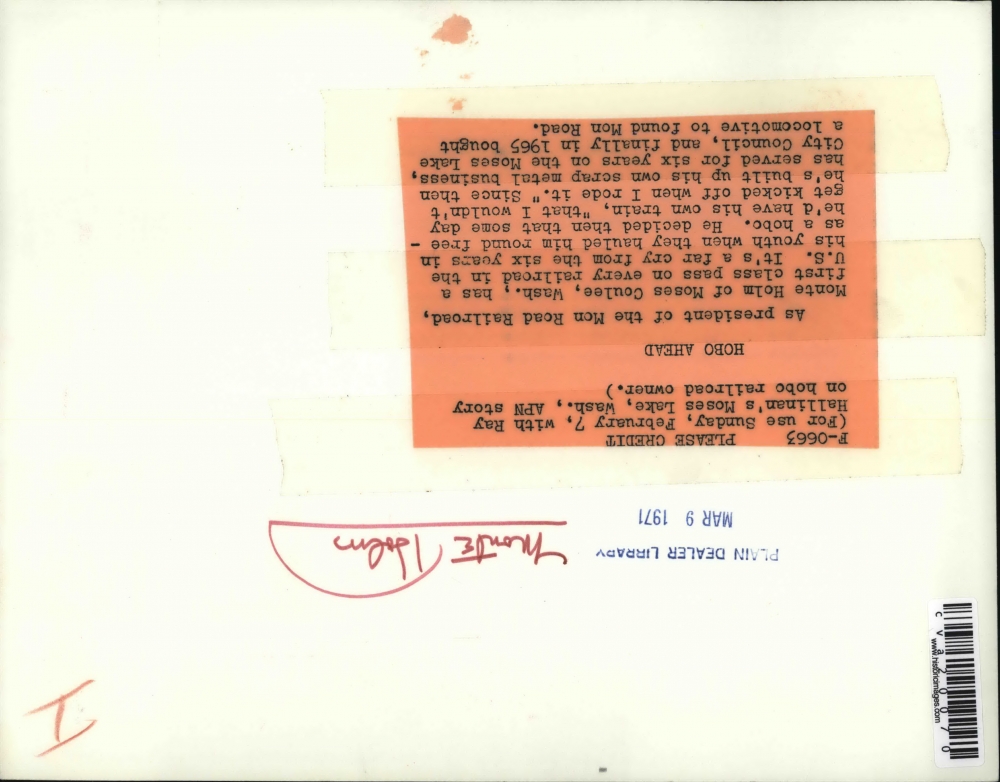 PLAIN DEALER LIBRARY
MAR 9 1971
Monte Holm
F-0663 PLEASE CREDIT
(For use Sunday, February 7, with Ray
Hallinan's Moses Lake, Wash., APN story
on hobo railroad owner.)
HOBO AHEAD
As president of the Mon Road Railroad,
Monte Holm of Moses Coulee, Wash., has a
first class pass on every railroad in the
U.S. It's a far cry from the six years in
his youth when they hauled him round free -
as a hobo. He decided then that some day
he'd have his own train, "that I wouldn't
get kicked off when I rode it." Since then
he's built up his own scrap metal business,
has served for six years on the Moses Lake
City Council, and finally in 1965 bought
a locomotive to found Mon Road.
I
cva20070
www.historicimages.com